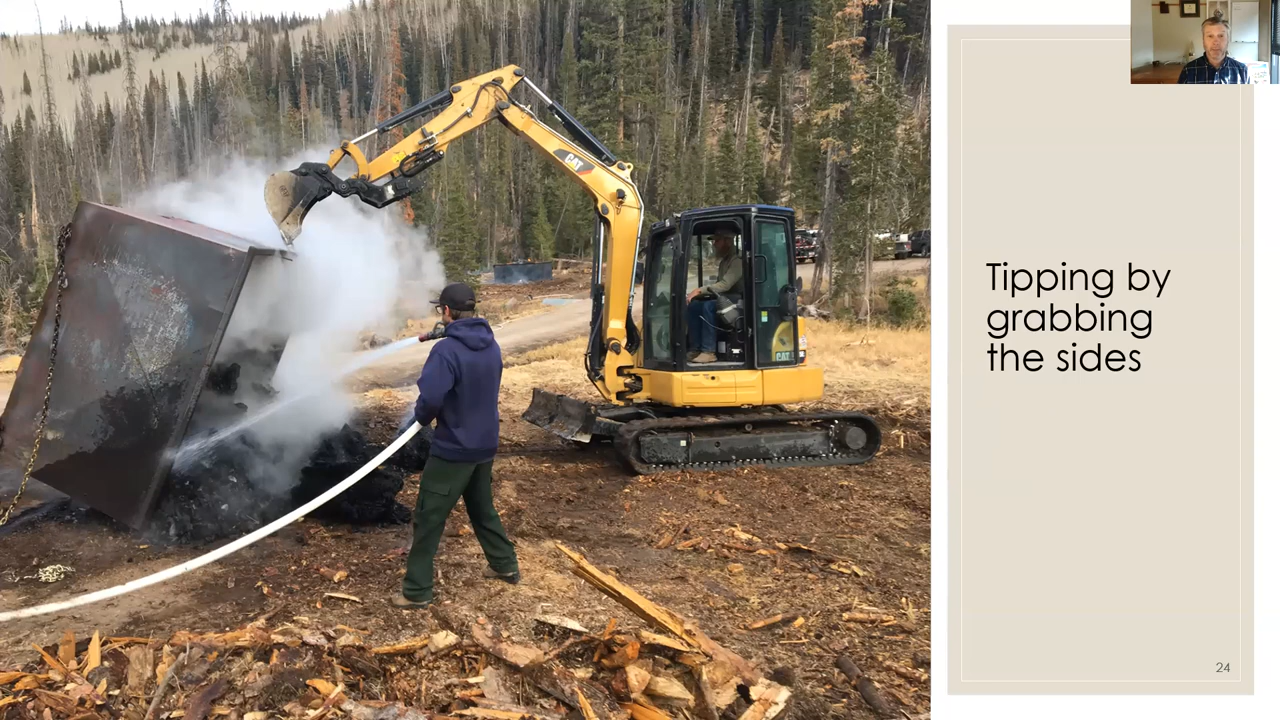 CAT
CAT
Tipping by
grabbing
the sides
24